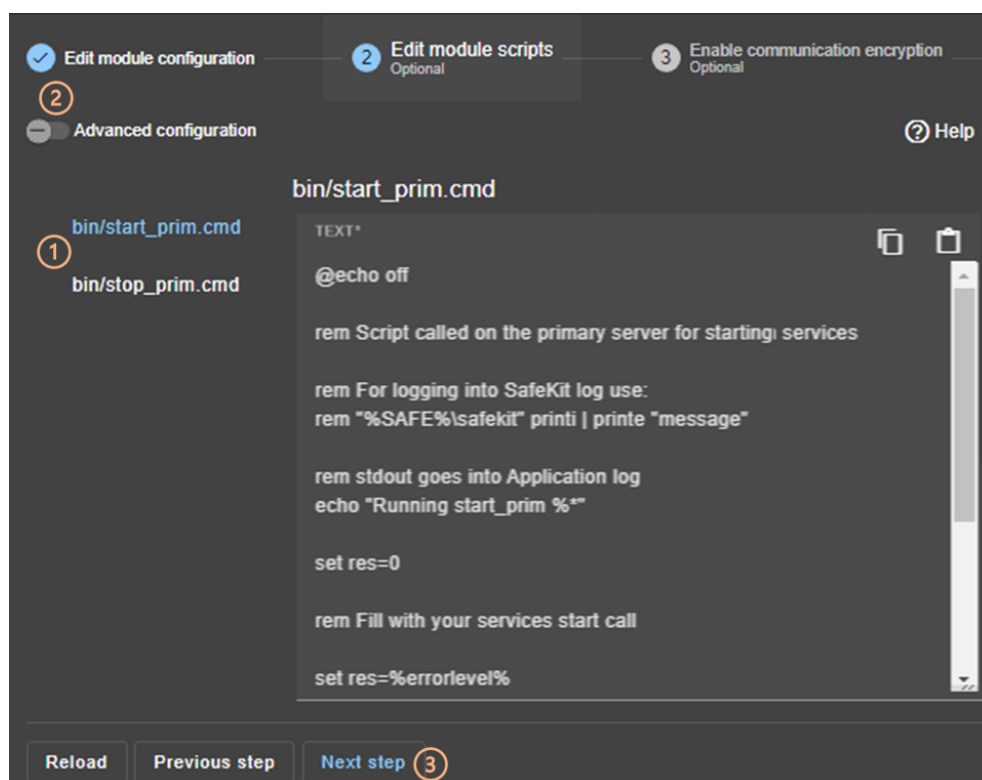 Edit module configuration
2 Edit module scripts
Optional
3 Enable communication encryption
Optional
2
Advanced configuration
? Help
bin/start_prim.cmd
1
bin/start_prim.cmd
bin/stop_prim.cmd
TEXT*
@echo off
rem Script called on the primary server for starting services
rem For logging into SafeKit log use:
rem "%SAFE%\safekit" printi | printe "message"
rem stdout goes into Application log
echo "Running start_prim %*"
set res=0
rem Fill with your services start call
set res=%errorlevel%
Reload
Previous step
Next step
3